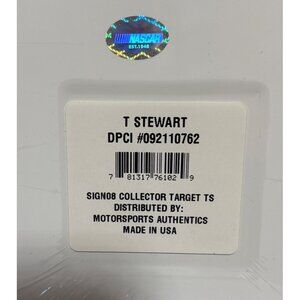 NASCAR
EST. 1948
T STEWART
DPCI #092110762
7 81317 76102 9
SIGN08 COLLECTOR TARGET TS
DISTRIBUTED BY:
MOTORSPORTS AUTHENTICS
MADE IN USA